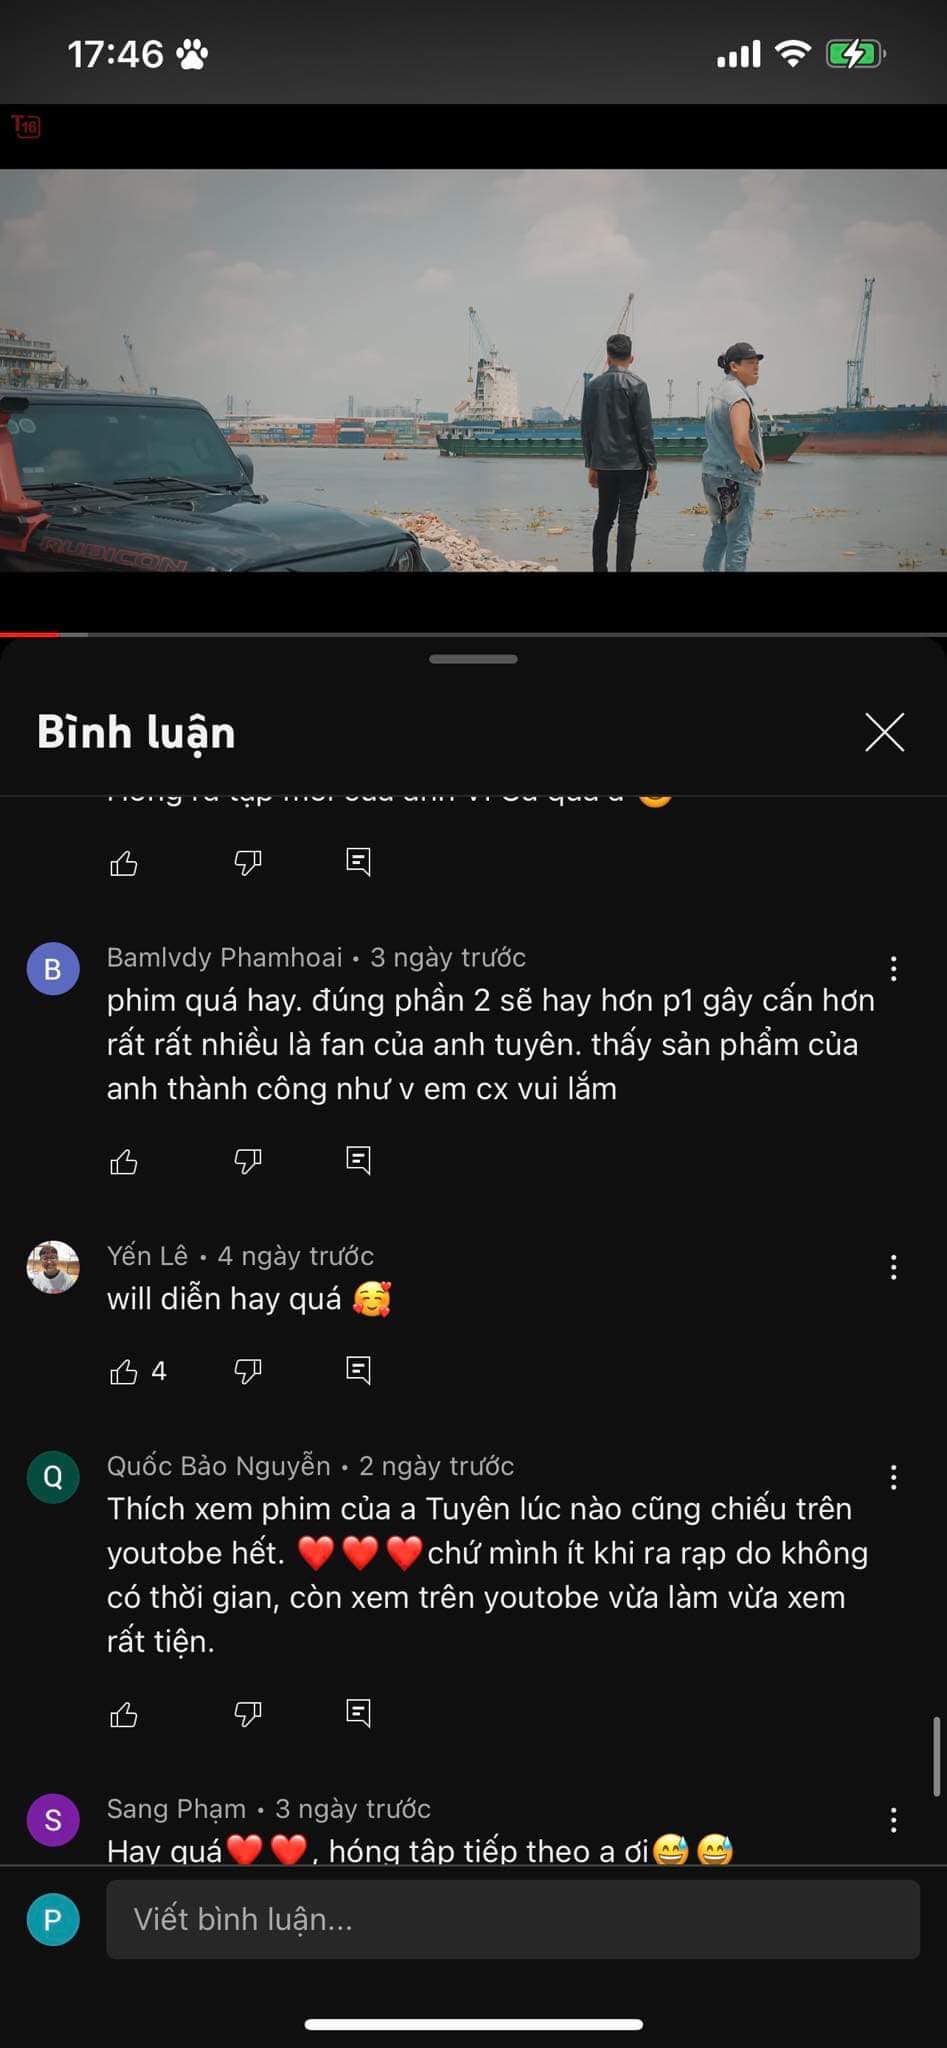 17:46
T16
RUBICON
Bình luận
Bamlvdy Phamhoai • 3 ngày trước
phim quá hay. đúng phần 2 sẽ hay hơn p1 gây cấn hơn
rất rất nhiều là fan của anh tuyên. thấy sản phẩm của
anh thành công như v em cx vui lắm
B
Yến Lê • 4 ngày trước
will diễn hay quá 🥰
4
Quốc Bảo Nguyễn • 2 ngày trước
Q
Thích xem phim của a Tuyên lúc nào cũng chiếu trên
youtobe hết. ❤️❤️❤️chứ mình ít khi ra rạp do không
có thời gian, còn xem trên youtobe vừa làm vừa xem
rất tiện.
Sang Phạm • 3 ngày trước
S
Hay quá❤️❤️, hóng tập tiếp theo a ơi😅😅
P
Viết bình luận...